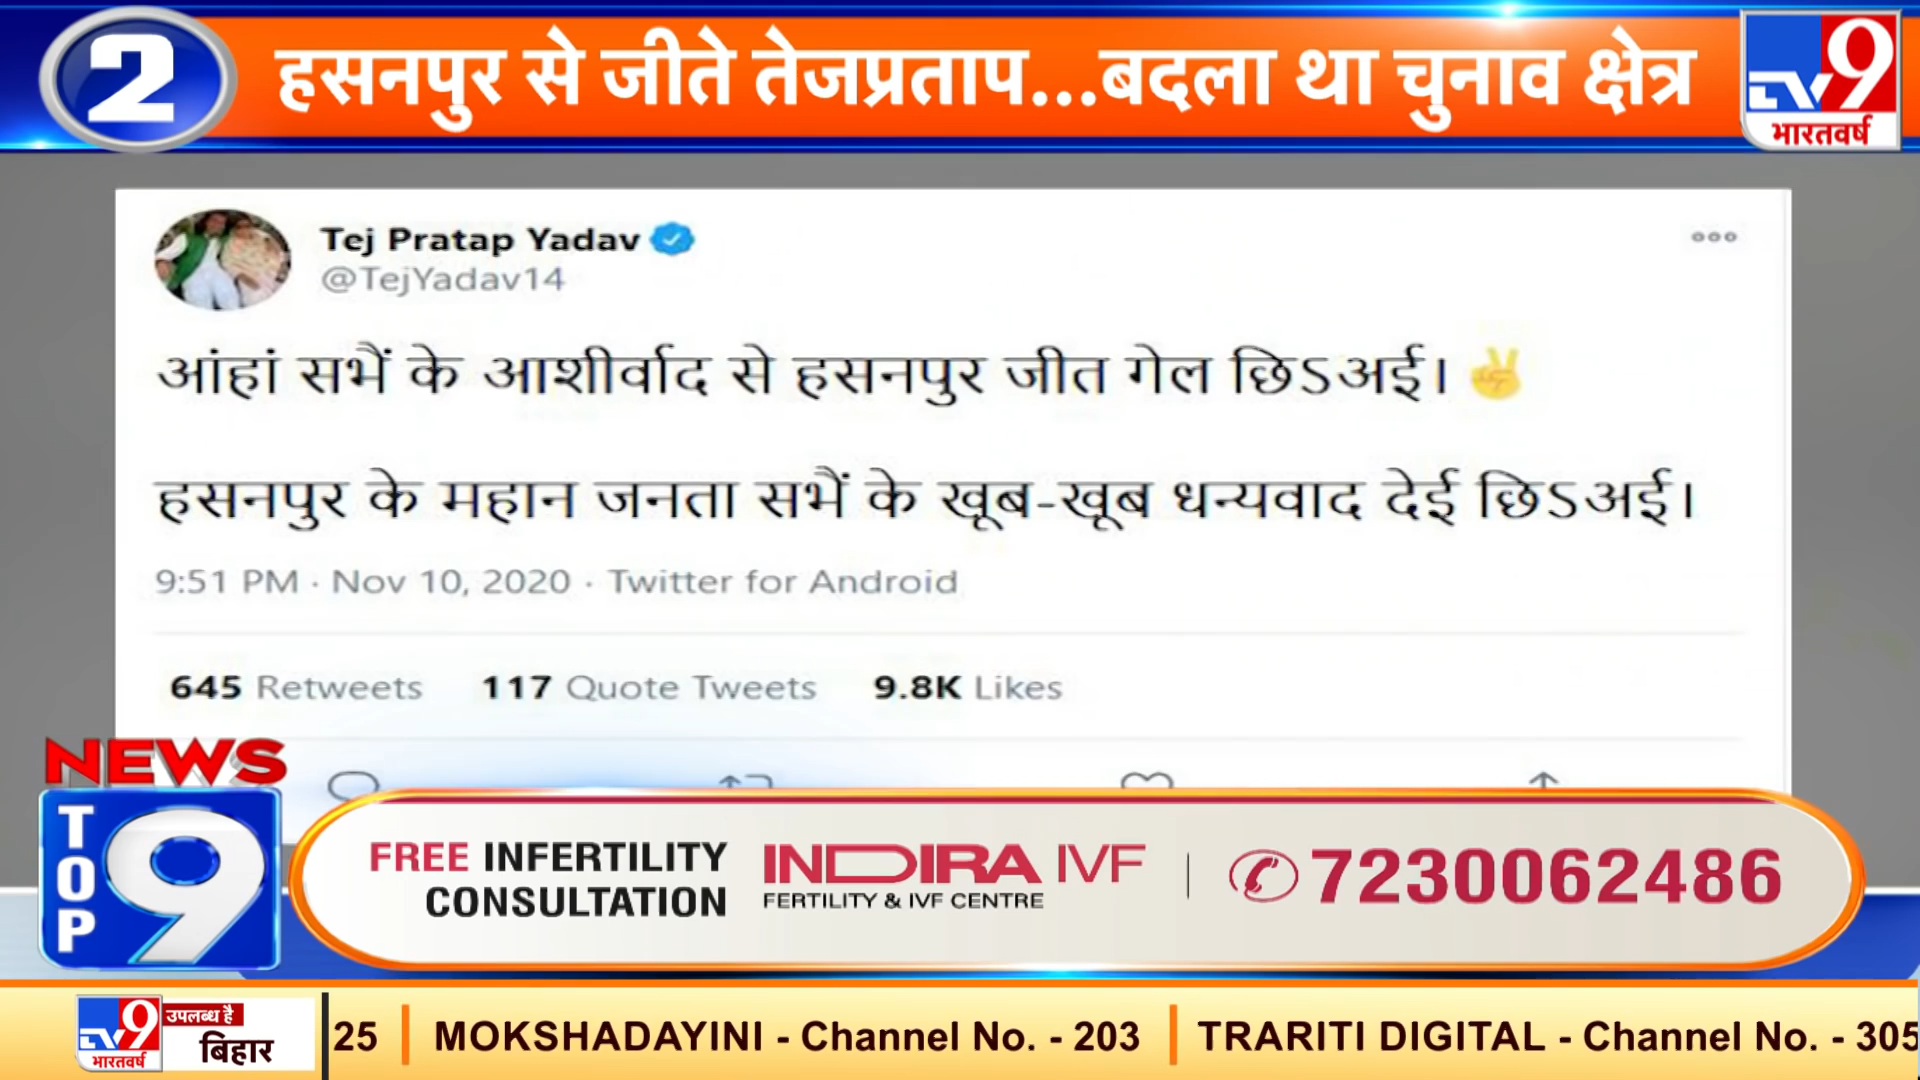 2
हसनपुर से जीते तेजप्रताप...बदला था चुनाव क्षेत्र
TV9
भारतवर्ष
Tej Pratap Yadav
@TejYadav14
आंहां सभैं के आशीर्वाद से हसनपुर जीत गेल छिऽअई। ✌
हसनपुर के महान जनता सभैं के खूब-खूब धन्यवाद देई छिऽअई।
9:51 PM · Nov 10, 2020 · Twitter for Android
645 Retweets 117 Quote Tweets 9.8K Likes
NEWS
TOP 9
FREE INFERTILITY
CONSULTATION
INDIRA IVF
FERTILITY & IVF CENTRE
7230062486
TV9
भारतवर्ष
उपलब्ध है
बिहार
25 | MOKSHADAYINI - Channel No. - 203 | TRARITI DIGITAL - Channel No. - 305